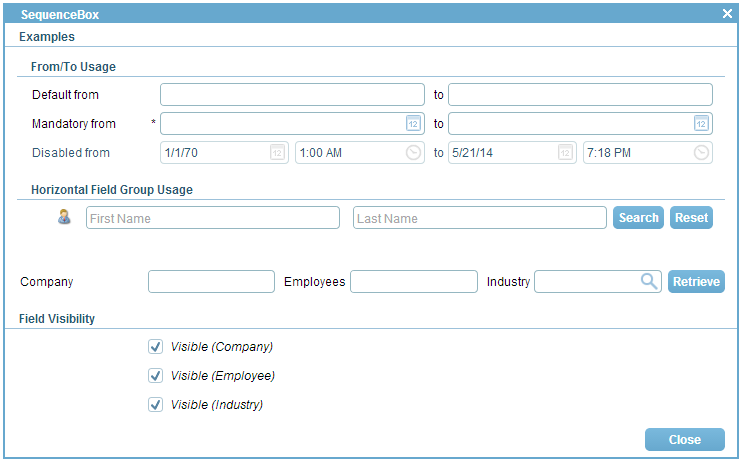 SequenceBox
Examples
From/To Usage
Default from to
Mandatory from * 12 to 12
Disabled from 1/1/70 12 1:00 AM to 5/21/14 12 7:18 PM
Horizontal Field Group Usage
First Name Last Name Search Reset
Company Employees Industry Retrieve
Field Visibility
Visible (Company)
Visible (Employee)
Visible (Industry)
Close